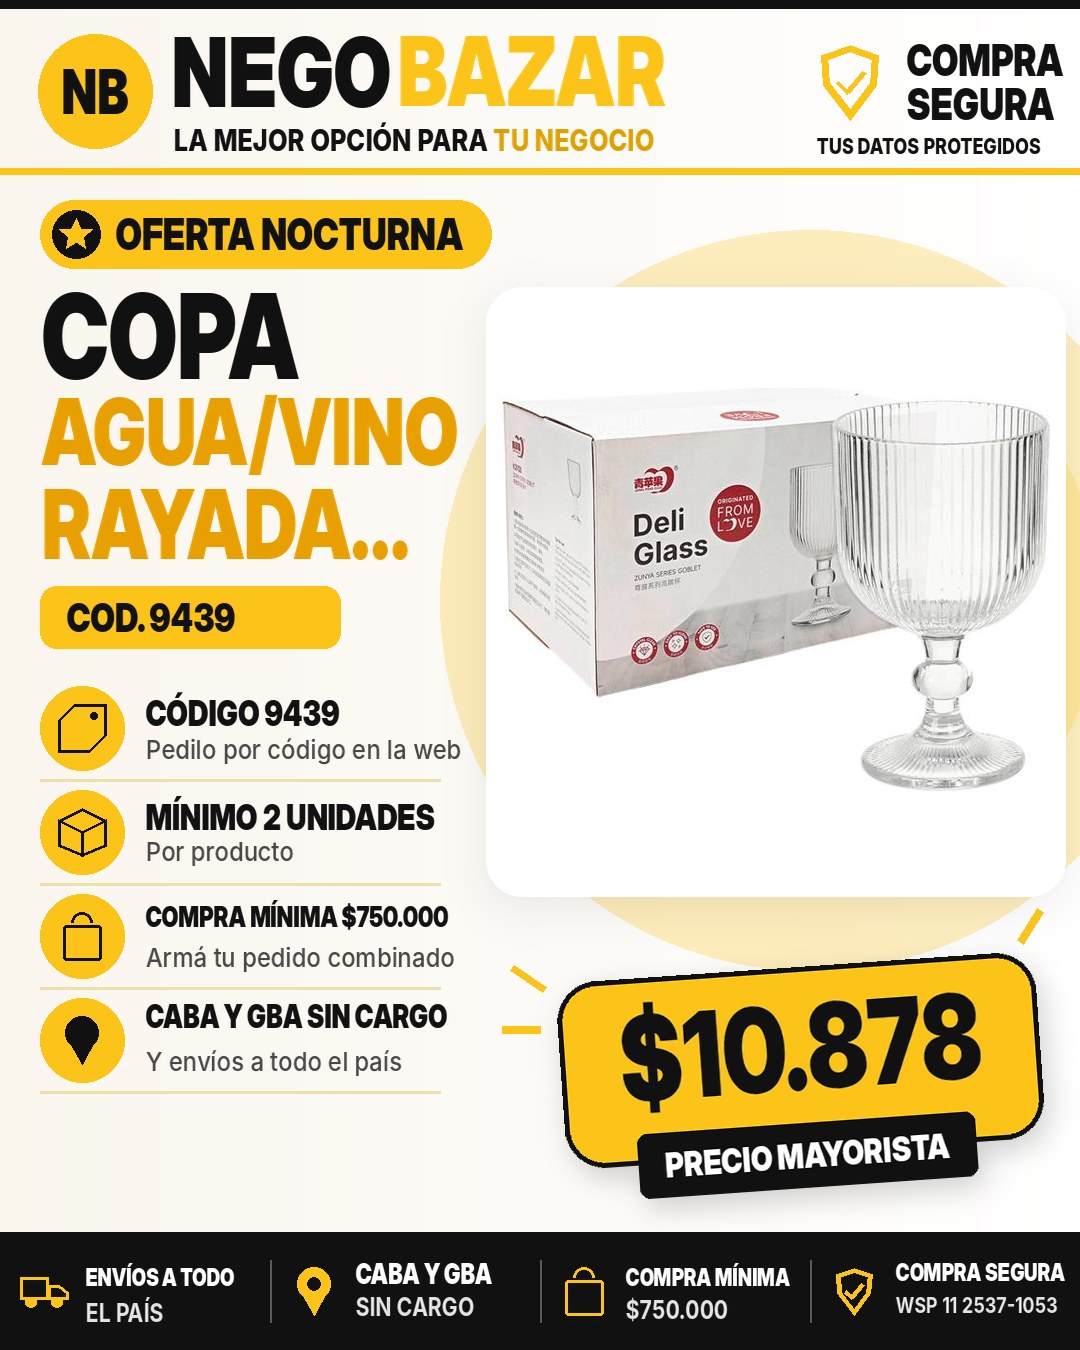 NB
NEGOBAZAR
LA MEJOR OPCIÓN PARA TU NEGOCIO
COMPRA
SEGURA
TUS DATOS PROTEGIDOS
OFERTA NOCTURNA
COPA
AGUA/VINO
RAYADA...
COD. 9439
CÓDIGO 9439
Pedilo por código en la web
MÍNIMO 2 UNIDADES
Por producto
COMPRA MÍNIMA $750.000
Armá tu pedido combinado
CABA Y GBA SIN CARGO
Y envíos a todo el país
青苹果
®
Deli
Glass
ORIGINATED
FROM
LOVE
ZUNYA SERIES GOBLET
$10.878
PRECIO MAYORISTA
ENVÍOS A TODO
EL PAÍS
CABA Y GBA
SIN CARGO
COMPRA MÍNIMA
$750.000
COMPRA SEGURA
WSP 11 2537-1053